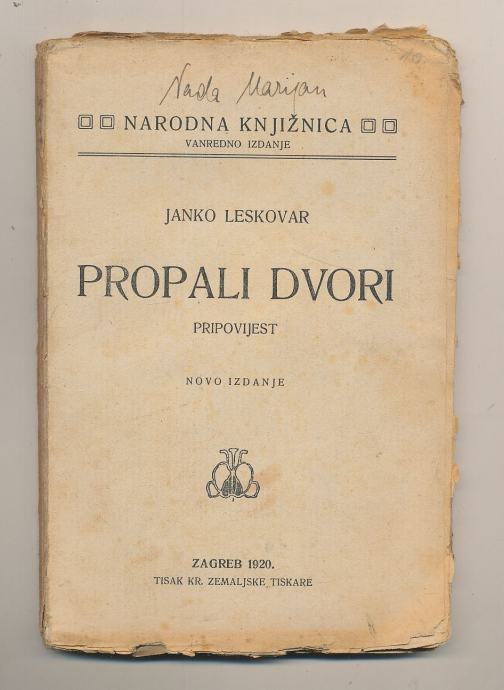 Nada Marijan
NARODNA KNJIŽNICA
VANREDNO IZDANJE
JANKO LESKOVAR
PROPALI DVORI
PRIPOVIJEST
NOVO IZDANJE
ZAGREB 1920.
TISAK KR. ZEMALJSKE TISKARE